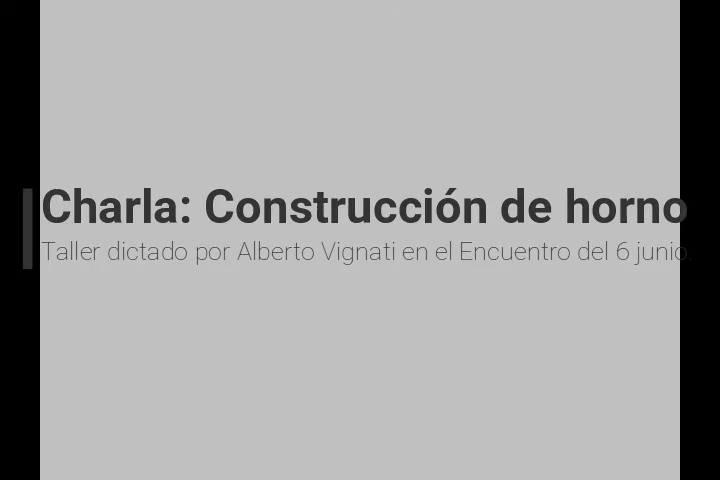 Charla: Construcción de horno
Taller dictado por Alberto Vignati en el Encuentro del 6 junio.